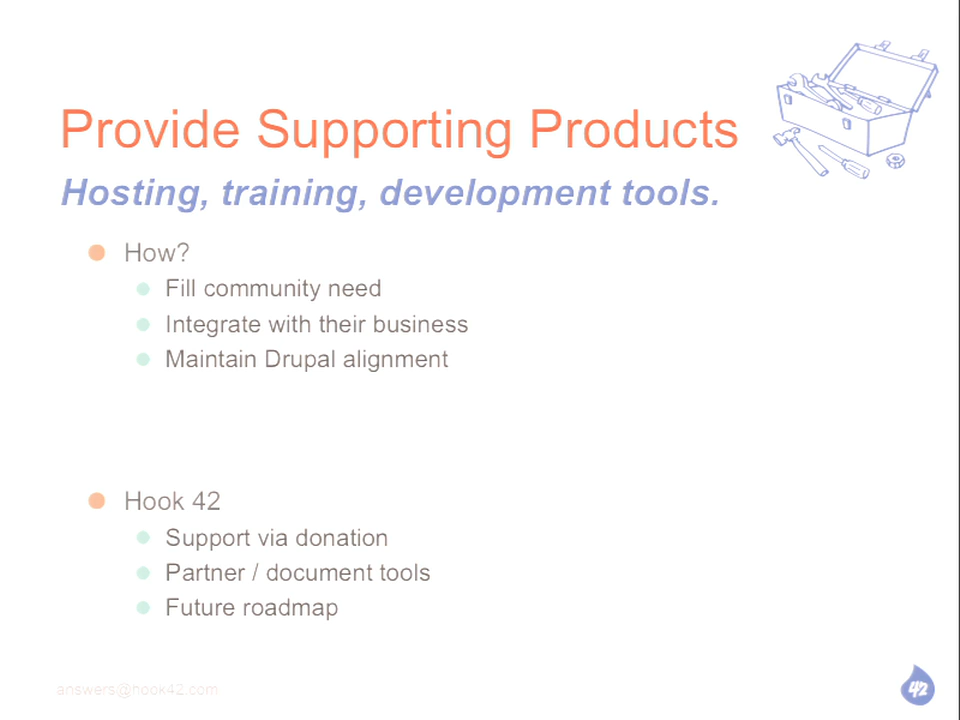 Provide Supporting Products
Hosting, training, development tools.
How?
Fill community need
Integrate with their business
Maintain Drupal alignment
Hook 42
Support via donation
Partner / document tools
Future roadmap
answers@hook42.com
42